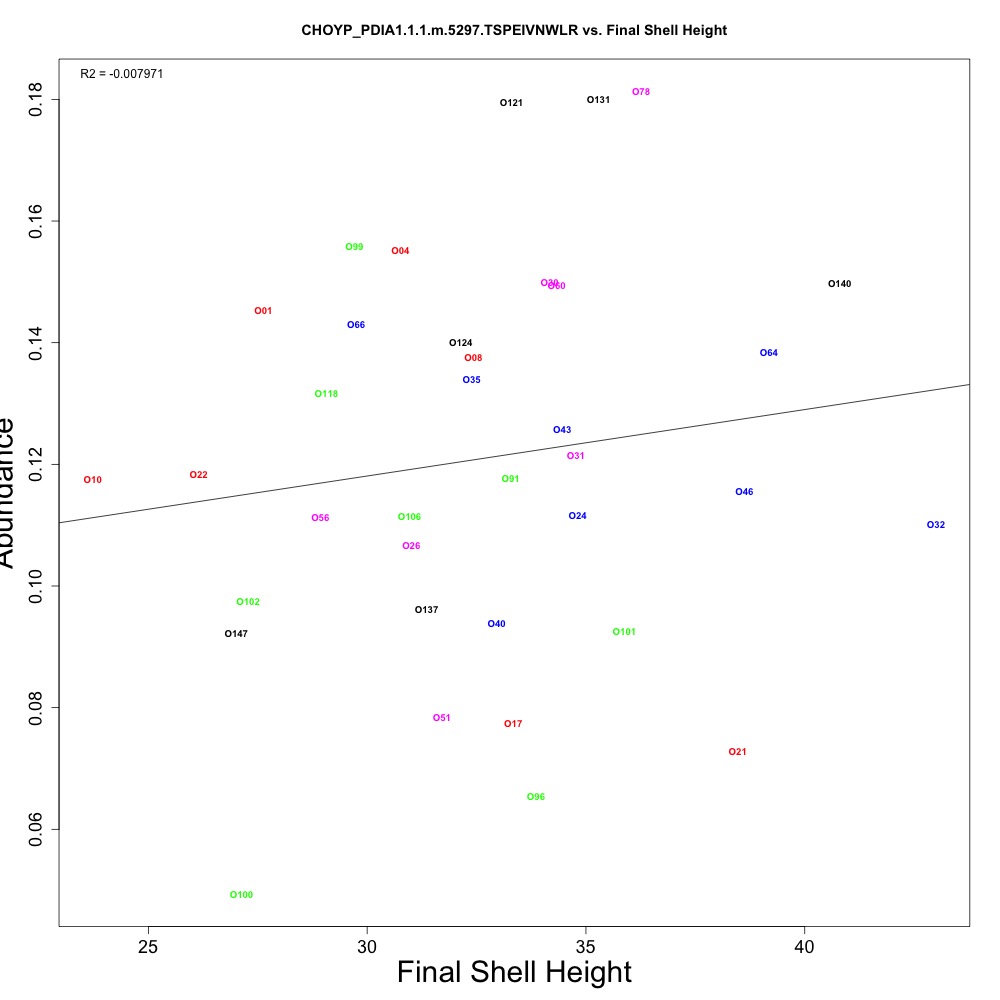 CHOYP_PDIA1.1.1.m.5297.TSPEIVNWLR vs. Final Shell Height
R2 = -0.007971
0.18
O121
O131
O78
0.16
O99
O04
O60
O140
O01
O66
0.14
O124
O08
O35
O64
O118
O43
O31
0.12
O10
O22
O91
O46
O56
O106
O24
O32
O26
0.10
O102
O137
O147
O40
O101
0.08
O51
O17
O21
O96
0.06
O100
Abundance
25
30
35
40
Final Shell Height